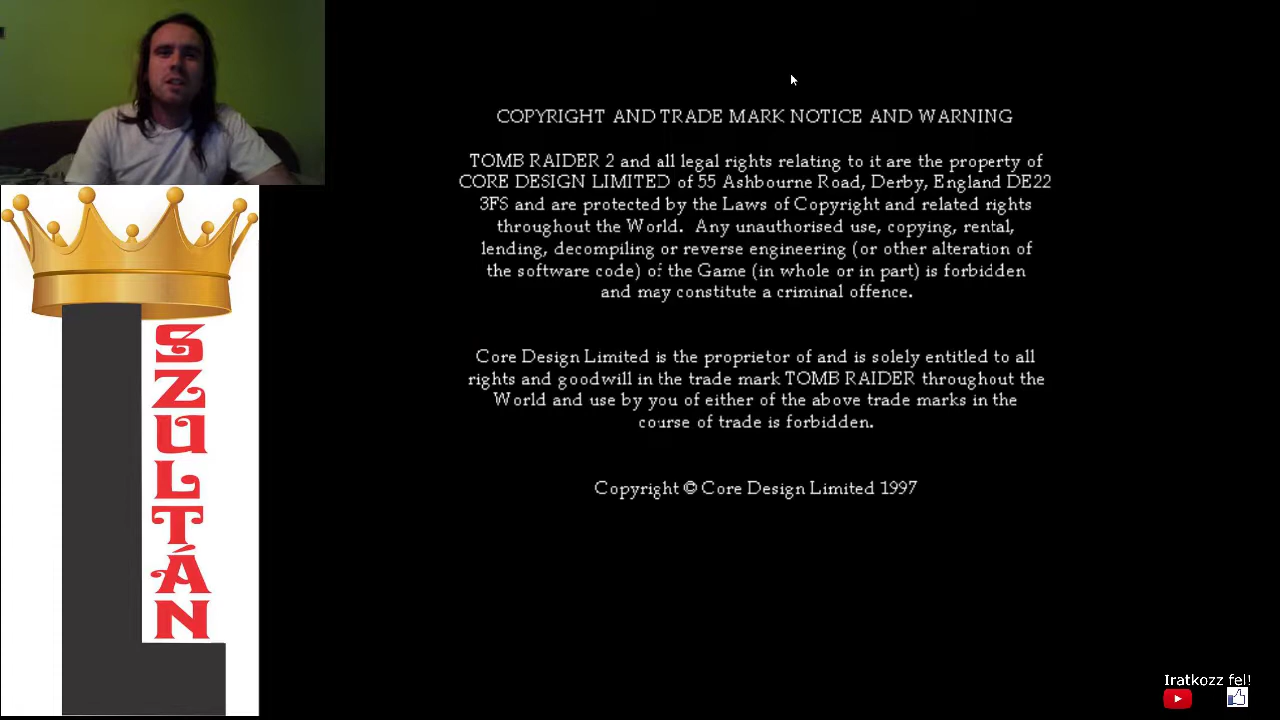 COPYRIGHT AND TRADE MARK NOTICE AND WARNING
TOMB RAIDER 2 and all legal rights relating to it are the property of
CORE DESIGN LIMITED of 55 Ashbourne Road, Derby, England DE22
3FS and are protected by the Laws of Copyright and related rights
throughout the World. Any unauthorised use, copying, rental,
lending, decompiling or reverse engineering (or other alteration of
the software code) of the Game (in whole or in part) is forbidden
and may constitute a criminal offence.
Core Design Limited is the proprietor of and is solely entitled to all
rights and goodwill in the trade mark TOMB RAIDER throughout the
World and use by you of either of the above trade marks in the
course of trade is forbidden.
Copyright © Core Design Limited 1997
L
SZULTÁN
Iratkozz fel!